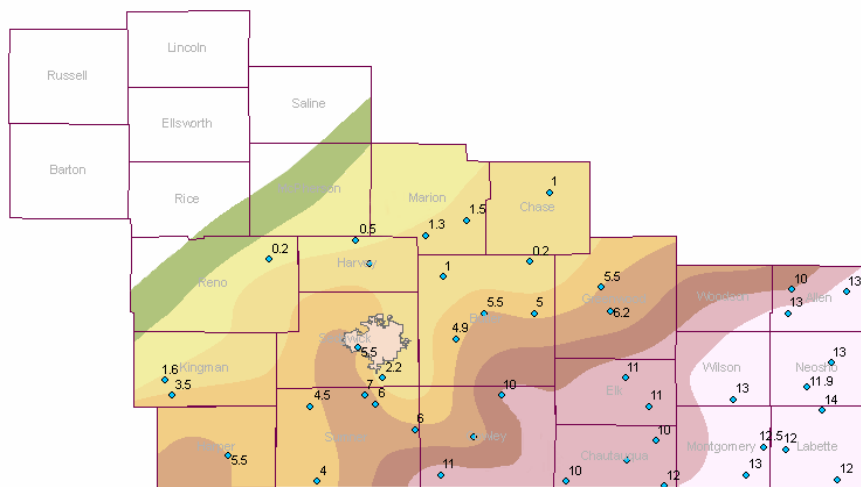 Lincoln
Russell
Saline
Ellsworth
Barton
Rice
McPherson
Marion
1
Chase
1.5
1.3
0.5
0.2
Harvey
0.2
Reno
1
5.5
Greenwood
Woodson
10
Allen
13
13
5.5
5
6.2
Butler
4.9
Sedgwick
5.5
Kingman
1.6
3.5
2.2
7
6
4.5
10
11
Elk
11
Wilson
13
Neosho
13
11.9
14
6
Sumner
Cowley
10
Montgomery
12.5
12
Labette
Harper
5.5
4
11
Chautauqua
10
12
13
12